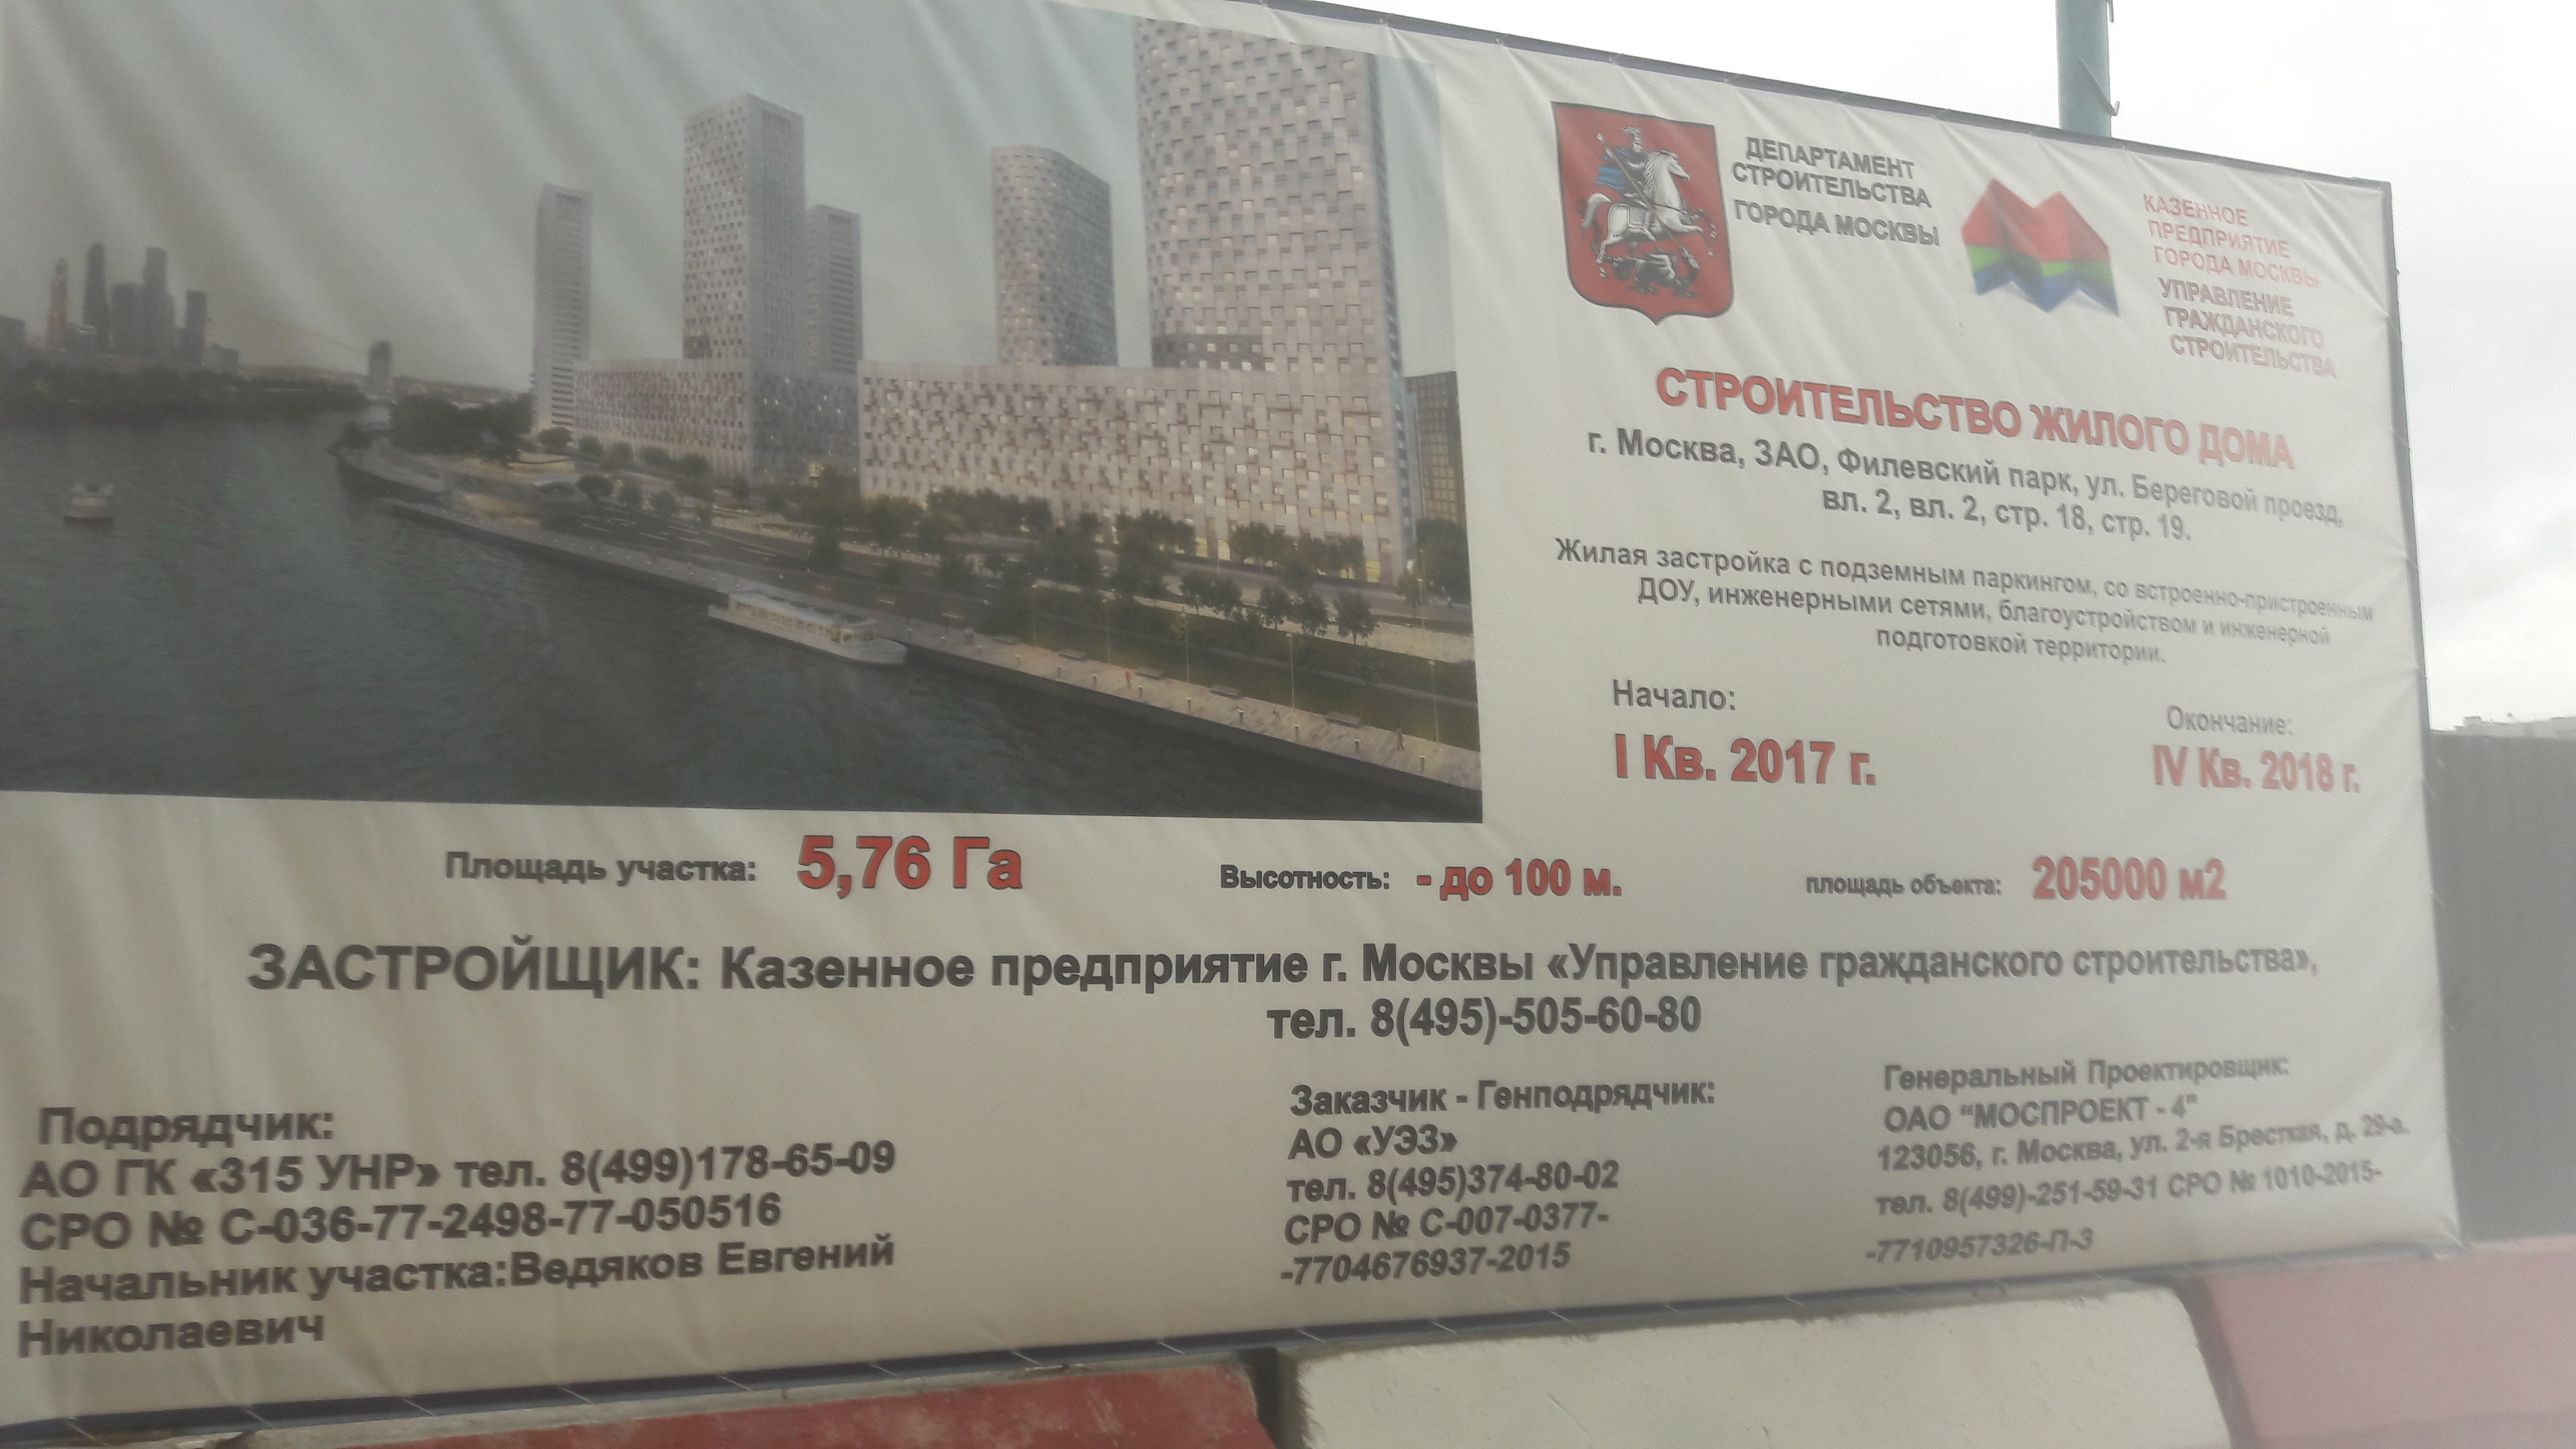 ДЕПАРТАМЕНТ
СТРОИТЕЛЬСТВА
ГОРОДА МОСКВЫ
КАЗЕННОЕ
ПРЕДПРИЯТИЕ
ГОРОДА МОСКВЫ
УПРАВЛЕНИЕ
ГРАЖДАНСКОГО
СТРОИТЕЛЬСТВА
СТРОИТЕЛЬСТВО ЖИЛОГО ДОМА
г. Москва, ЗАО, Филевский парк, ул. Береговой проезд,
вл. 2, вл. 2, стр. 18, стр. 19.
Жилая застройка с подземным паркингом, со встроенно-пристроенным
ДОУ, инженерными сетями, благоустройством и инженерной
подготовкой территории.
Начало:
I Кв. 2017 г.
Окончание:
IV Кв. 2018 г.
Площадь участка: 5,76 Га
Высотность: - до 100 м.
площадь объекта: 205000 м2
ЗАСТРОЙЩИК: Казенное предприятие г. Москвы «Управление гражданского строительства»,
тел. 8(495)-505-60-80
Подрядчик:
АО ГК «315 УНР» тел. 8(499)178-65-09
СРО № С-036-77-2498-77-050516
Начальник участка:Ведяков Евгений
Николаевич
Заказчик - Генподрядчик:
АО «УЭЗ»
тел. 8(495)374-80-02
СРО № С-007-0377-
-7704676937-2015
Генеральный Проектировщик:
ОАО “МОСПРОЕКТ - 4"
123056, г. Москва, ул. 2-я Бресткая, д. 29-а.
тел. 8(499)-251-59-31 СРО № 1010-2015-
-7710957326-П-3